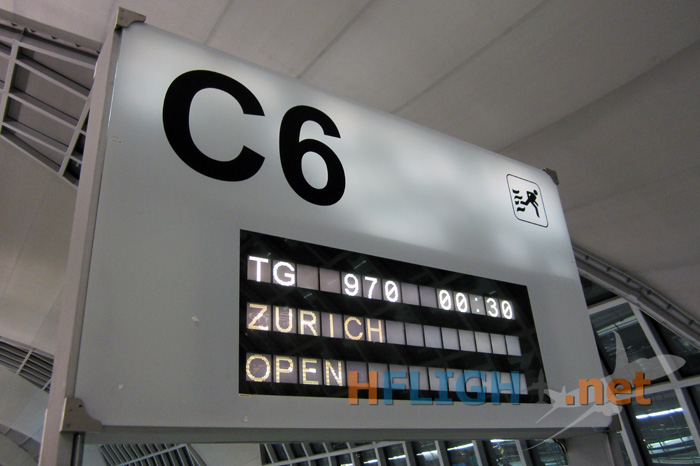 C6
TG 970 00:30
ZURICH
OPEN
HFLIGHT.net